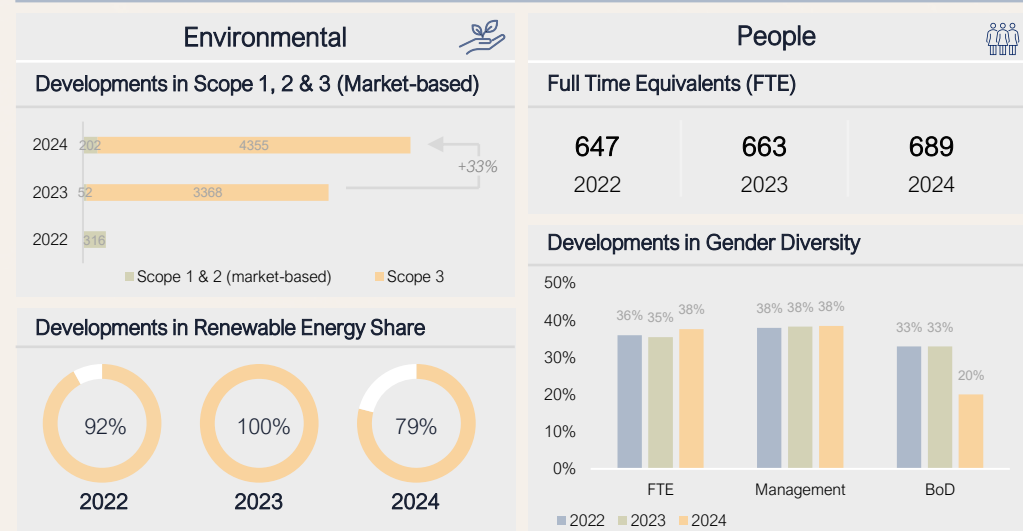 Environmental
Developments in Scope 1, 2 & 3 (Market-based)
2024 202 4355
+33%
2023 52 3368
2022 316
Scope 1 & 2 (market-based) Scope 3
Developments in Renewable Energy Share
92% 100% 79%
2022 2023 2024
People
Full Time Equivalents (FTE)
647 663 689
2022 2023 2024
Developments in Gender Diversity
50%
40%
30%
20%
10%
0%
36% 35% 38% 38% 38% 38% 33% 33% 20%
FTE Management BoD
2022 2023 2024